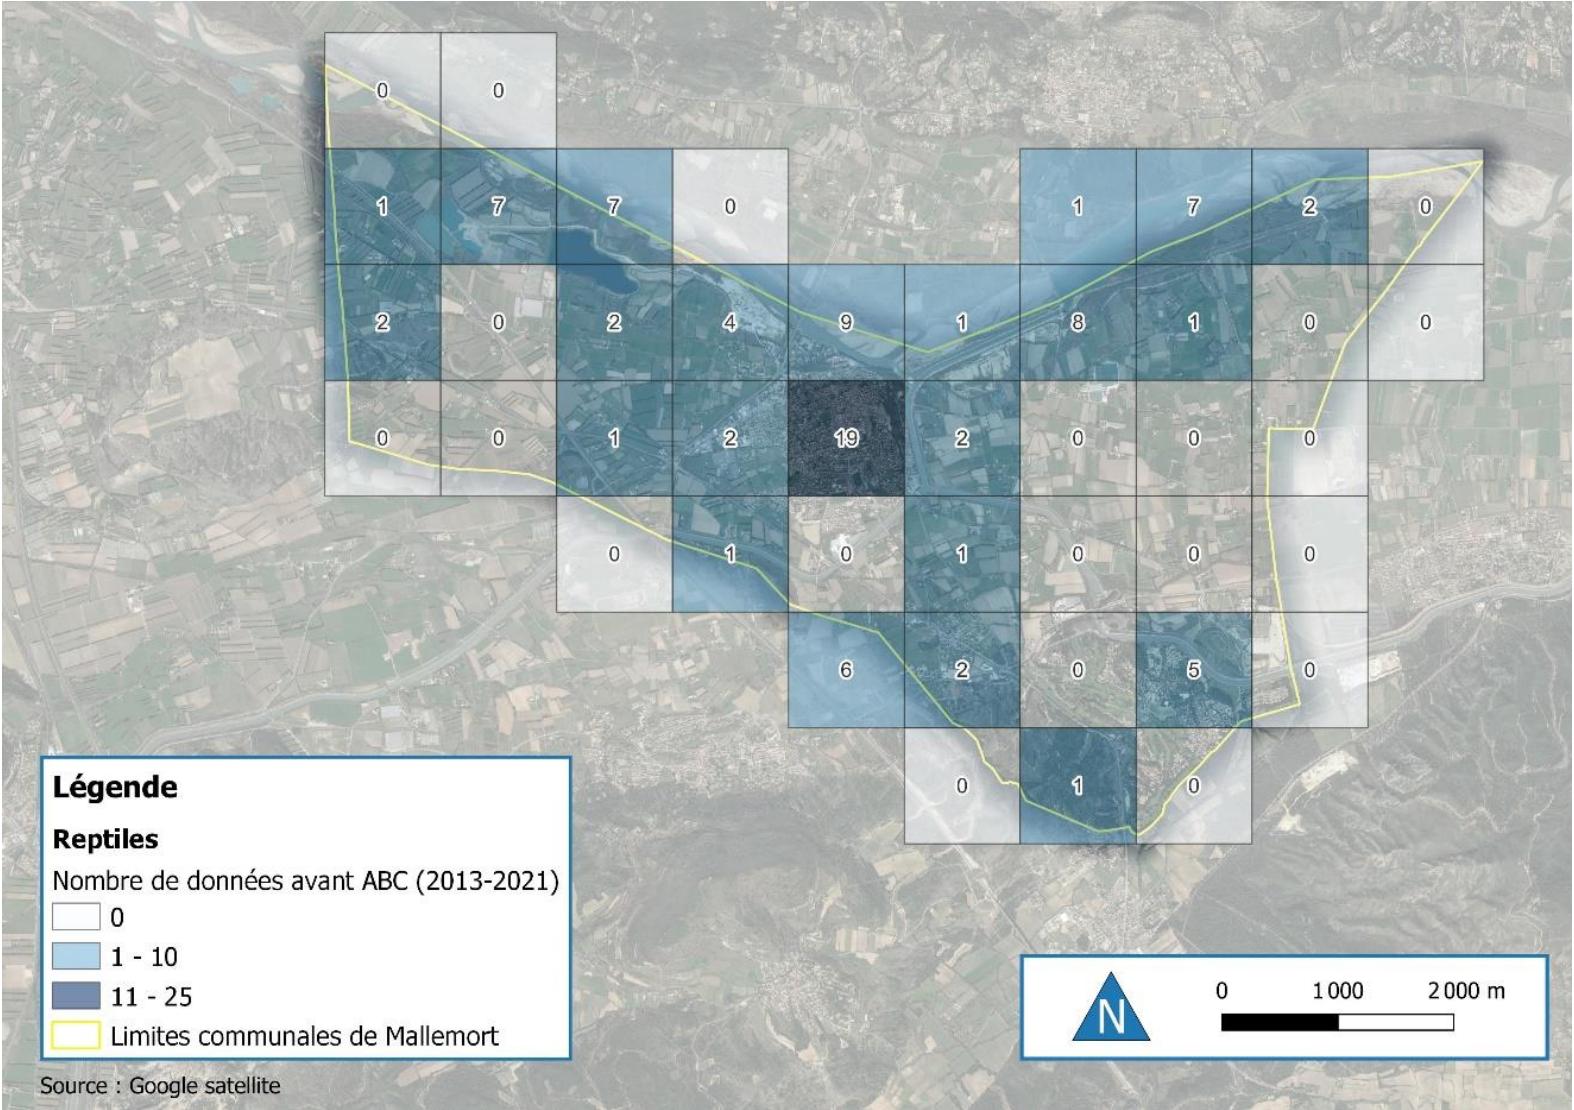 0 0
1 7 7 0 1 7 2 0
2 0 2 4 9 1 8 1 0 0
0 0 1 2 19 2 0 0 0
0 1 0 1 0 0 0
6 2 0 5 0
0 1 0
Légende
Reptiles
Nombre de données avant ABC (2013-2021)
0
1 - 10
11 - 25
Limites communales de Mallemort
N
0 1 000 2 000 m
Source : Google satellite